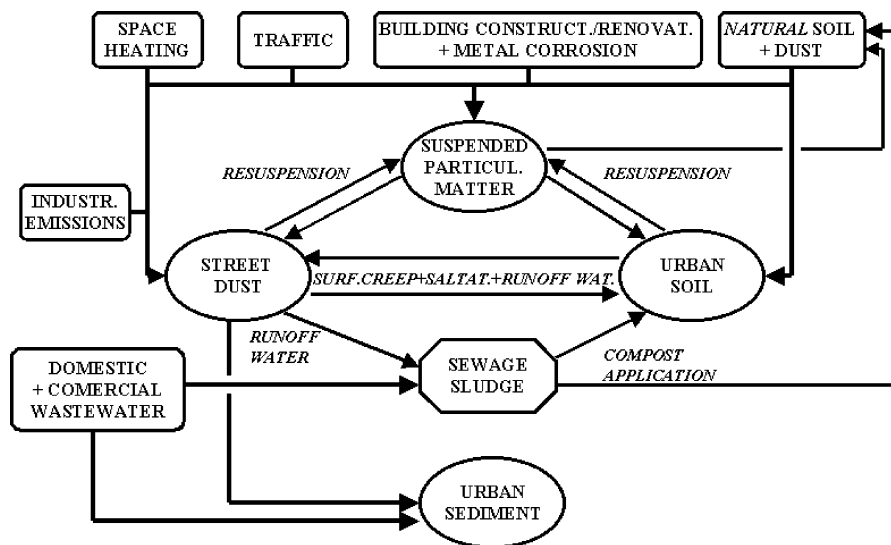 SPACE
HEATING
TRAFFIC
BUILDING CONSTRUCT./RENOVAT.
+ METAL CORROSION
NATURAL SOIL
+ DUST
SUSPENDED
PARTICUL.
MATTER
RESUSPENSION
RESUSPENSION
INDUSTR.
EMISSIONS
STREET
DUST
SURF.CREEP+SALTAT.+RUNOFF WAT.
URBAN
SOIL
RUNOFF
WATER
DOMESTIC
+ COMERCIAL
WASTEWATER
SEWAGE
SLUDGE
COMPOST
APPLICATION
URBAN
SEDIMENT